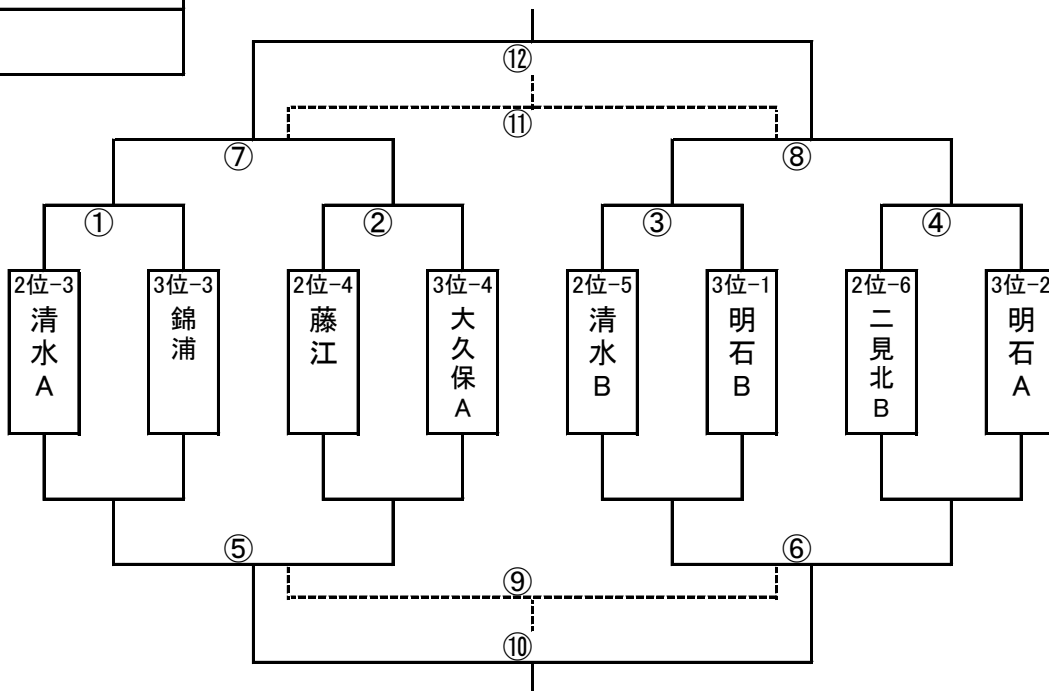 ⑫
⑪
⑦
⑧
①
②
③
④
2位-3
清水A
3位-3
錦浦
2位-4
藤江
3位-4
大久保A
2位-5
清水B
3位-1
明石B
2位-6
二見北B
3位-2
明石A
⑤
⑥
⑨
⑩